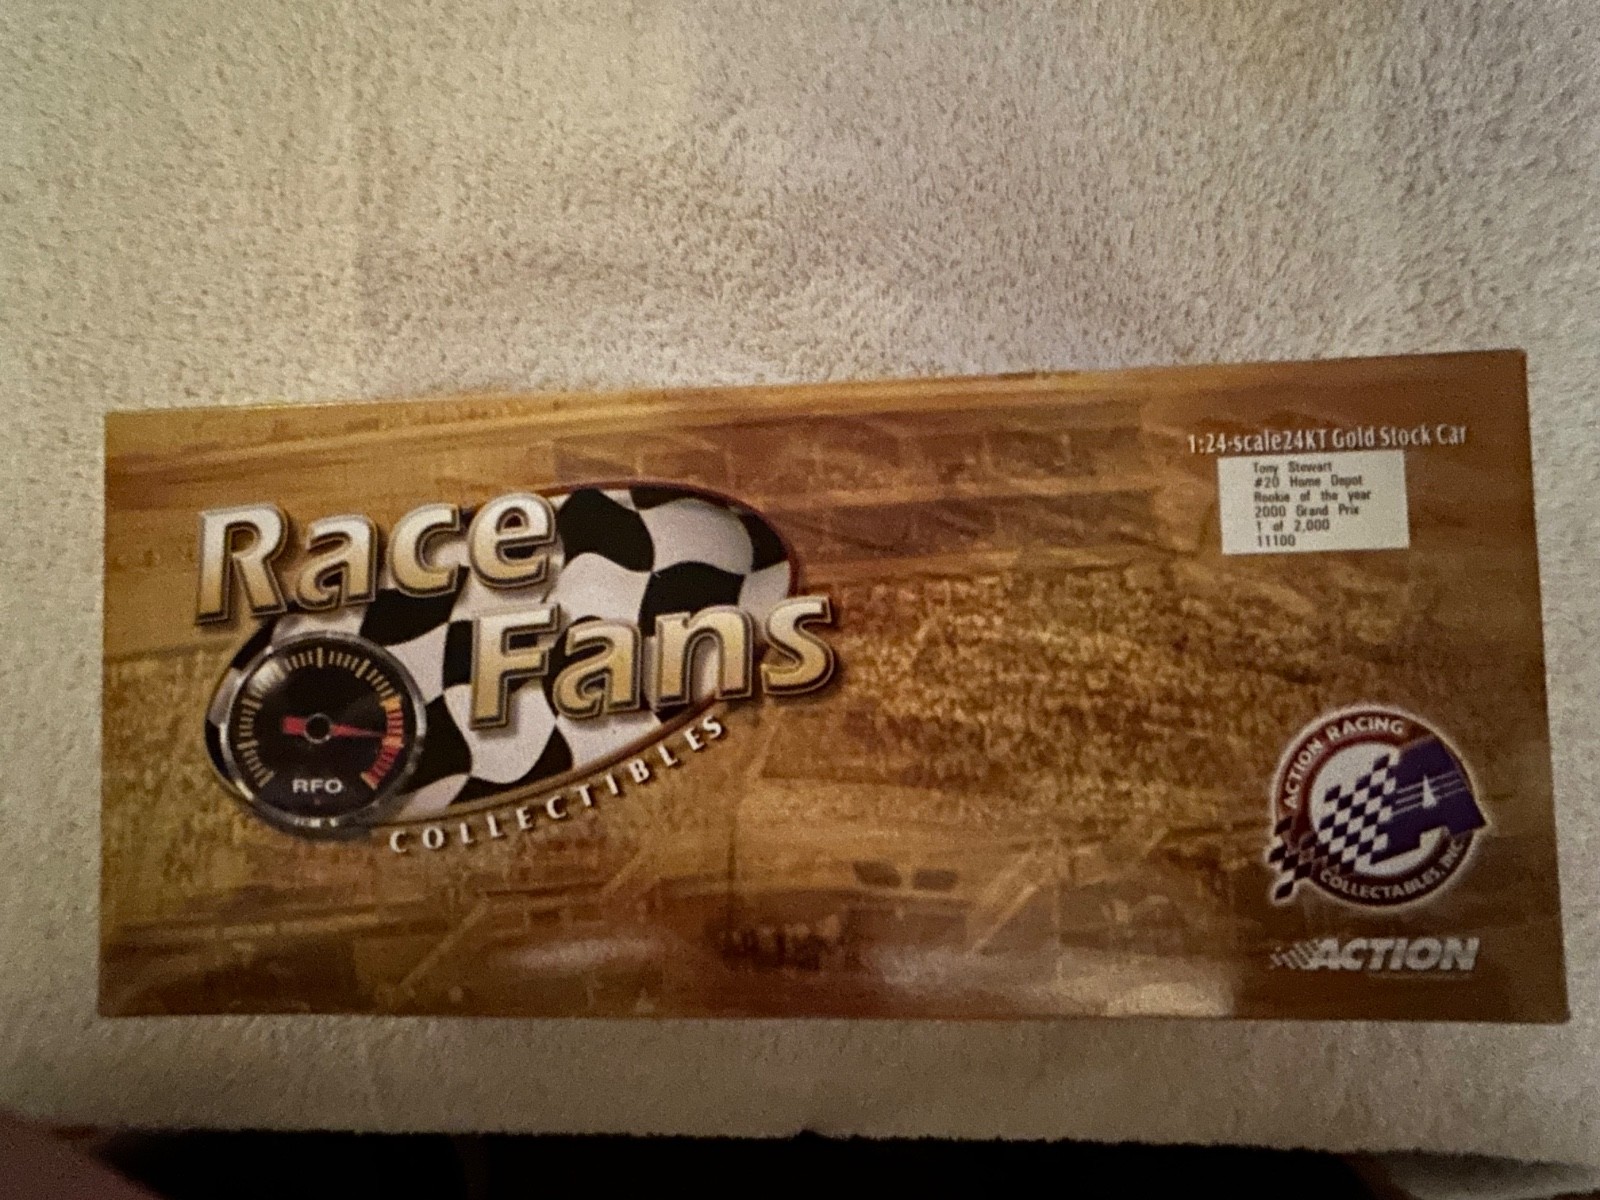 1:24-scale24KT Gold Stock Car
Tony Stewart
#20 Home Depot
Rookie of the year
2000 Grand Prix
1 of 2,000
11100
Race
Fans
COLLECTIBLES
RFO
ACTION RACING
COLLECTABLES, INC.
ACTION